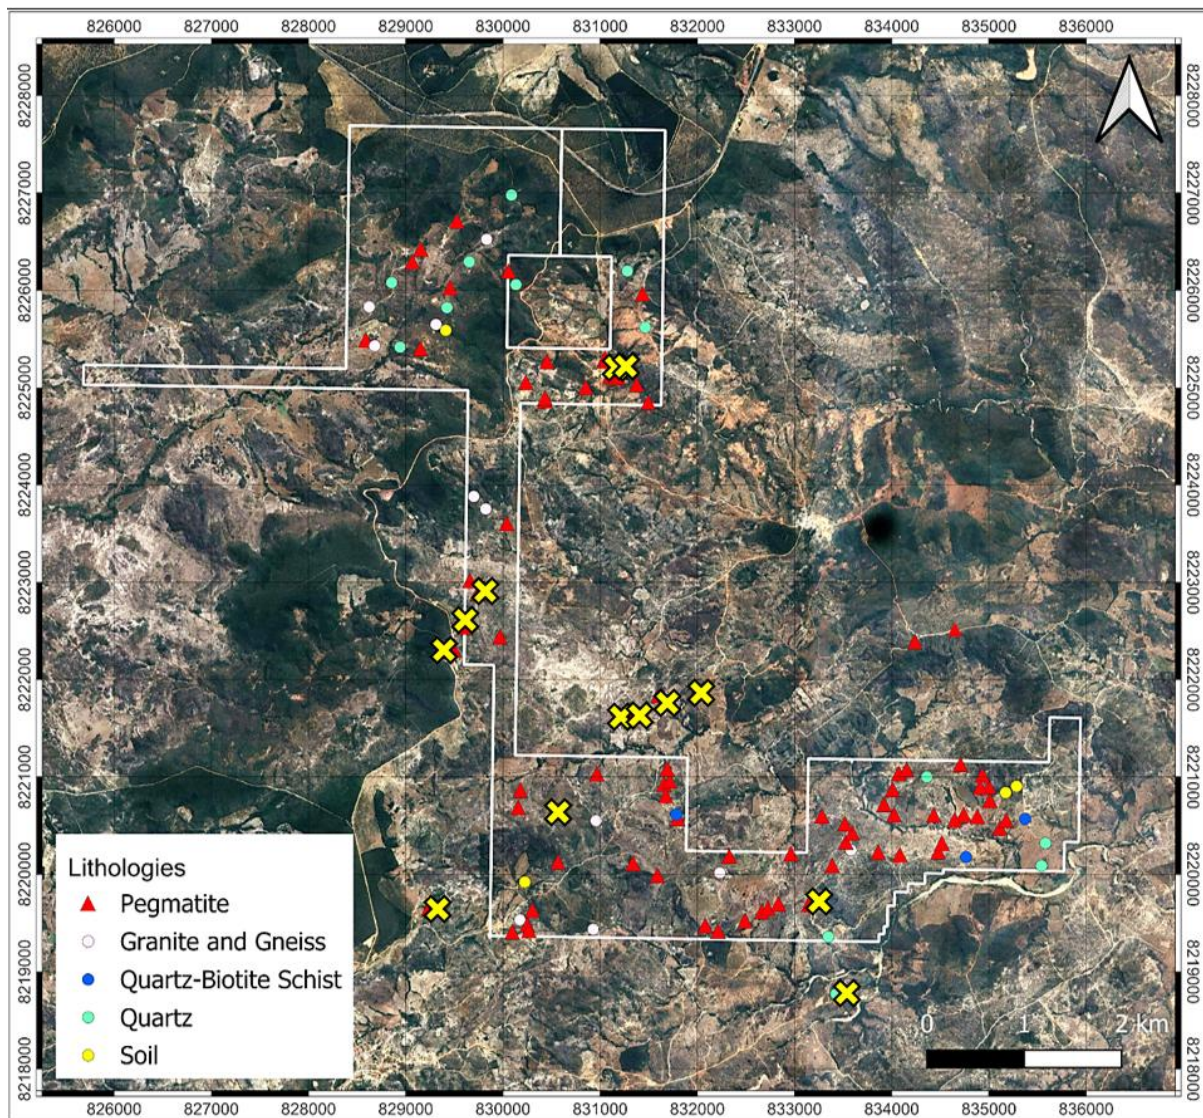 826000 827000 828000 829000 830000 831000 832000 833000 834000 835000 836000
8228000 8228000
8227000 8227000
8226000 8226000
8225000 8225000
8224000 8224000
8223000 8223000
8222000 8222000
8221000 8221000
8220000 8220000
8219000 8219000
8218000 8218000
Lithologies
Pegmatite
Granite and Gneiss
Quartz-Biotite Schist
Quartz
Soil
0 1 2 km
826000 827000 828000 829000 830000 831000 832000 833000 834000 835000 836000